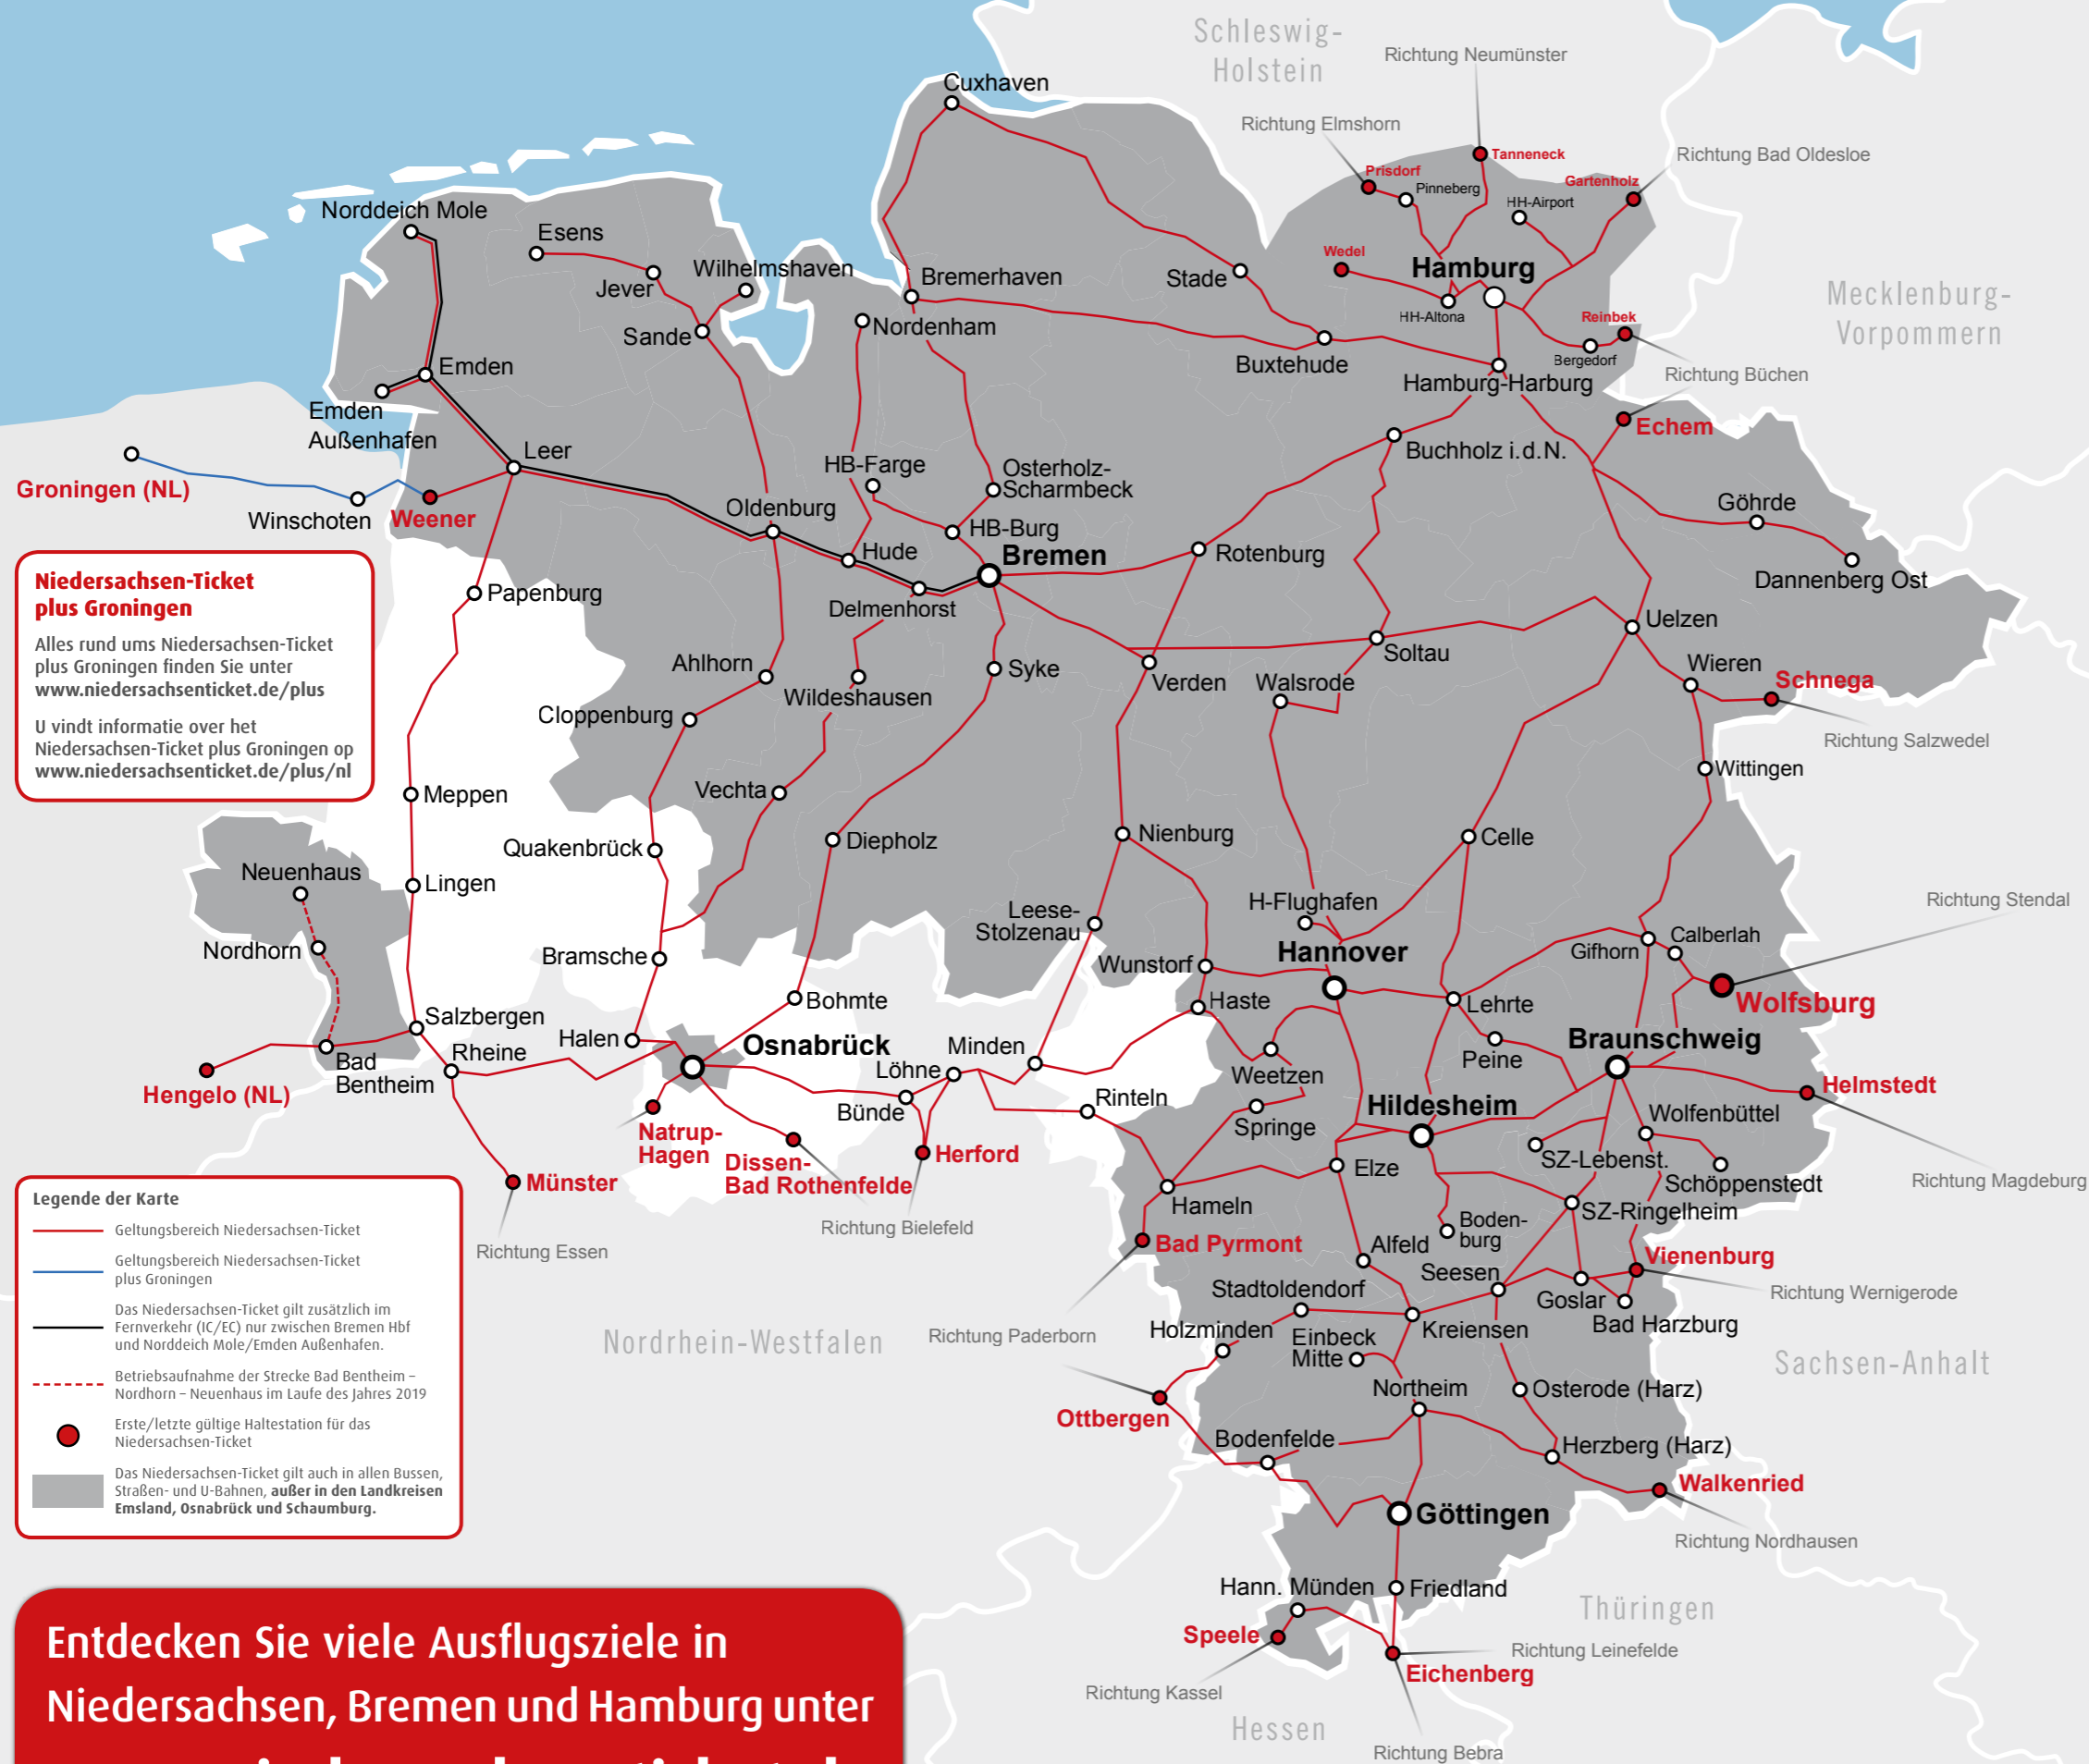 Schleswig-
Holstein
Richtung Neumünster
Cuxhaven
Richtung Elmshorn
Tanneneck
Richtung Bad Oldesloe
Prisdorf
Pinneberg
Gartenholz
HH-Airport
Norddeich Mole
Esens
Wilhelmshaven
Jever
Bremerhaven
Stade
Wedel
Hamburg
HH-Altona
Mecklenburg-
Vorpommern
Sande
Nordenham
Reinbek
Bergedorf
Buxtehude
Hamburg-Harburg
Richtung Büchen
Emden
Emden
Außenhafen
Echem
Leer
HB-Farge
Osterholz-
Scharmbeck
Buchholz i.d.N.
Groningen (NL)
Winschoten
Weener
Oldenburg
HB-Burg
Göhrde
Hude
Bremen
Rotenburg
Dannenberg Ost
Delmenhorst
Niedersachsen-Ticket
plus Groningen
Alles rund ums Niedersachsen-Ticket
plus Groningen finden Sie unter
www.niedersachsenticket.de/plus
U vindt informatie over het
Niedersachsen-Ticket plus Groningen op
www.niedersachsenticket.de/plus/nl
Papenburg
Uelzen
Ahlhorn
Wildeshausen
Syke
Verden
Soltau
Walsrode
Wieren
Schnega
Cloppenburg
Richtung Salzwedel
Wittingen
Meppen
Vechta
Quakenbrück
Diepholz
Nienburg
Celle
Neuenhaus
Lingen
Leese-
Stolzenau
H-Flughafen
Richtung Stendal
Nordhorn
Bramsche
Wunstorf
Hannover
Gifhorn
Calberlah
Haste
Lehrte
Wolfsburg
Salzbergen
Bohmte
Halen
Osnabrück
Minden
Peine
Braunschweig
Bad
Bentheim
Rheine
Löhne
Weetzen
Hengelo (NL)
Bünde
Rinteln
Springe
Hildesheim
Helmstedt
Wolfenbüttel
Natrup-
Hagen
Dissen-
Bad Rothenfelde
Herford
Münster
Elze
SZ-Lebenst.
Schöppenstedt
Richtung Magdeburg
Hameln
SZ-Ringelheim
Richtung Bielefeld
Richtung Essen
Boden-
burg
Bad Pyrmont
Alfeld
Vienenburg
Seesen
Richtung Wernigerode
Stadtoldendorf
Goslar
Bad Harzburg
Legende der Karte
Geltungsbereich Niedersachsen-Ticket
Geltungsbereich Niedersachsen-Ticket
plus Groningen
Das Niedersachsen-Ticket gilt zusätzlich im
Fernverkehr (IC/EC) nur zwischen Bremen Hbf
und Norddeich Mole/Emden Außenhafen.
Betriebsaufnahme der Strecke Bad Bentheim –
Nordhorn – Neuenhaus im Laufe des Jahres 2019
Erste/letzte gültige Haltestation für das
Niedersachsen-Ticket
Das Niedersachsen-Ticket gilt auch in allen Bussen,
Straßen- und U-Bahnen, außer in den Landkreisen
Emsland, Osnabrück und Schaumburg.
Nordrhein-Westfalen
Richtung Paderborn
Holzminden
Einbeck
Mitte
Kreiensen
Sachsen-Anhalt
Northeim
Osterode (Harz)
Ottbergen
Bodenfelde
Herzberg (Harz)
Walkenried
Göttingen
Richtung Nordhausen
Hann. Münden
Friedland
Thüringen
Speele
Richtung Leinefelde
Eichenberg
Richtung Kassel
Hessen
Richtung Bebra
Entdecken Sie viele Ausflugsziele in
Niedersachsen, Bremen und Hamburg unter